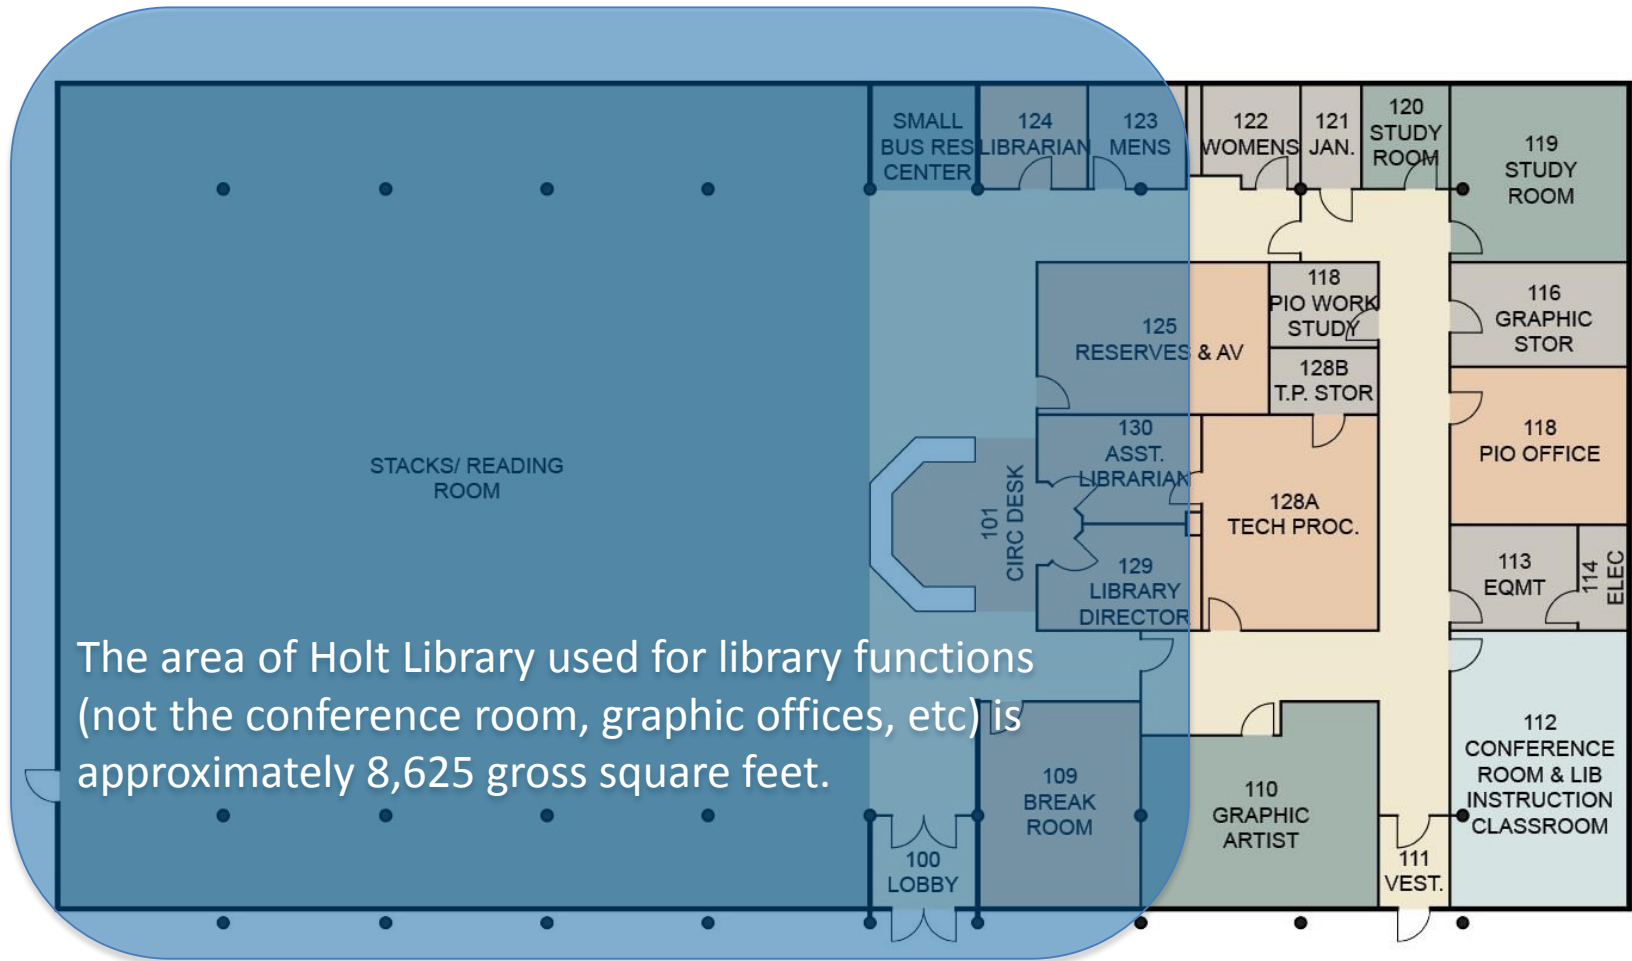 SMALL
BUS RES
CENTER
124
LIBRARIAN
123
MENS
122
WOMENS
121
JAN.
120
STUDY
ROOM
119
STUDY
ROOM
118
PIO WORK
STUDY
116
GRAPHIC
STOR
125
RESERVES & AV
128B
T.P. STOR
118
PIO OFFICE
130
ASST.
LIBRARIAN
STACKS/ READING
ROOM
101
CIRC DESK
128A
TECH PROC.
113
EQMT
114
ELEC
129
LIBRARY
DIRECTOR
The area of Holt Library used for library functions
(not the conference room, graphic offices, etc) is
approximately 8,625 gross square feet.
109
BREAK
ROOM
110
GRAPHIC
ARTIST
112
CONFERENCE
ROOM & LIB
INSTRUCTION
CLASSROOM
100
LOBBY
111
VEST.